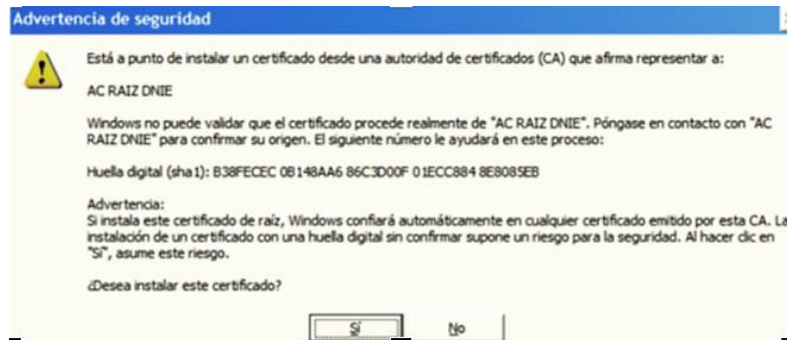 Advertencia de seguridad
Está a punto de instalar un certificado desde una autoridad de certificados (CA) que afirma representar a:
AC RAIZ DNIE
Windows no puede validar que el certificado procede realmente de "AC RAIZ DNIE". Póngase en contacto con "AC
RAIZ DNIE" para confirmar su origen. El siguiente número le ayudará en este proceso:
Huella digital (sha1): B38FECEC 0B148AA6 86C3D00F 01ECC884 8E8085EB
Advertencia:
Si instala este certificado de raíz, Windows confiará automáticamente en cualquier certificado emitido por esta CA. La
instalación de un certificado con una huella digital sin confirmar supone un riesgo para la seguridad. Al hacer clic en
"Sí", asume este riesgo.
¿Desea instalar este certificado?
Sí No